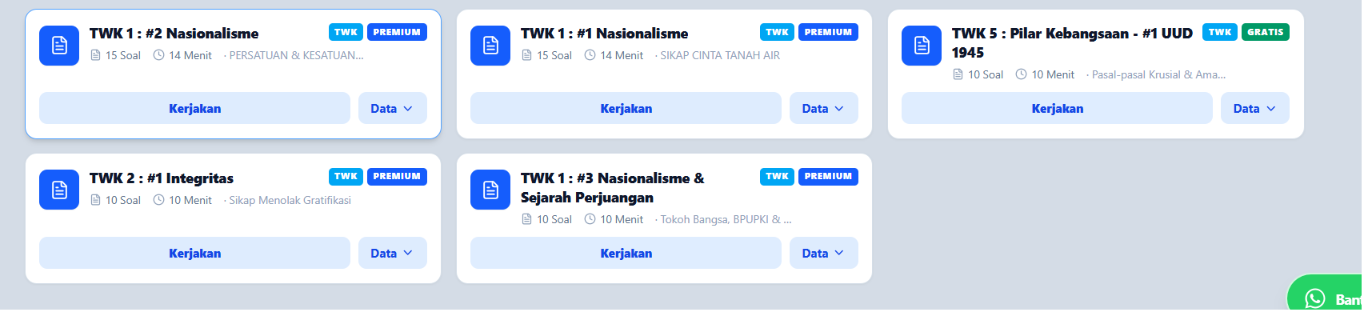 TWK 1 : #2 Nasionalisme TWK PREMIUM
15 Soal 14 Menit · PERSATUAN & KESATUAN...
Kerjakan Data
TWK 1 : #1 Nasionalisme TWK PREMIUM
15 Soal 14 Menit · SIKAP CINTA TANAH AIR
Kerjakan Data
TWK 5 : Pilar Kebangsaan - #1 UUD TWK GRATIS
1945
10 Soal 10 Menit · Pasal-pasal Krusial & Ama...
Kerjakan Data
TWK 2 : #1 Integritas TWK PREMIUM
10 Soal 10 Menit · Sikap Menolak Gratifikasi
Kerjakan Data
TWK 1 : #3 Nasionalisme & TWK PREMIUM
Sejarah Perjuangan
10 Soal 10 Menit · Tokoh Bangsa, BPUPKI & ...
Kerjakan Data
Bant